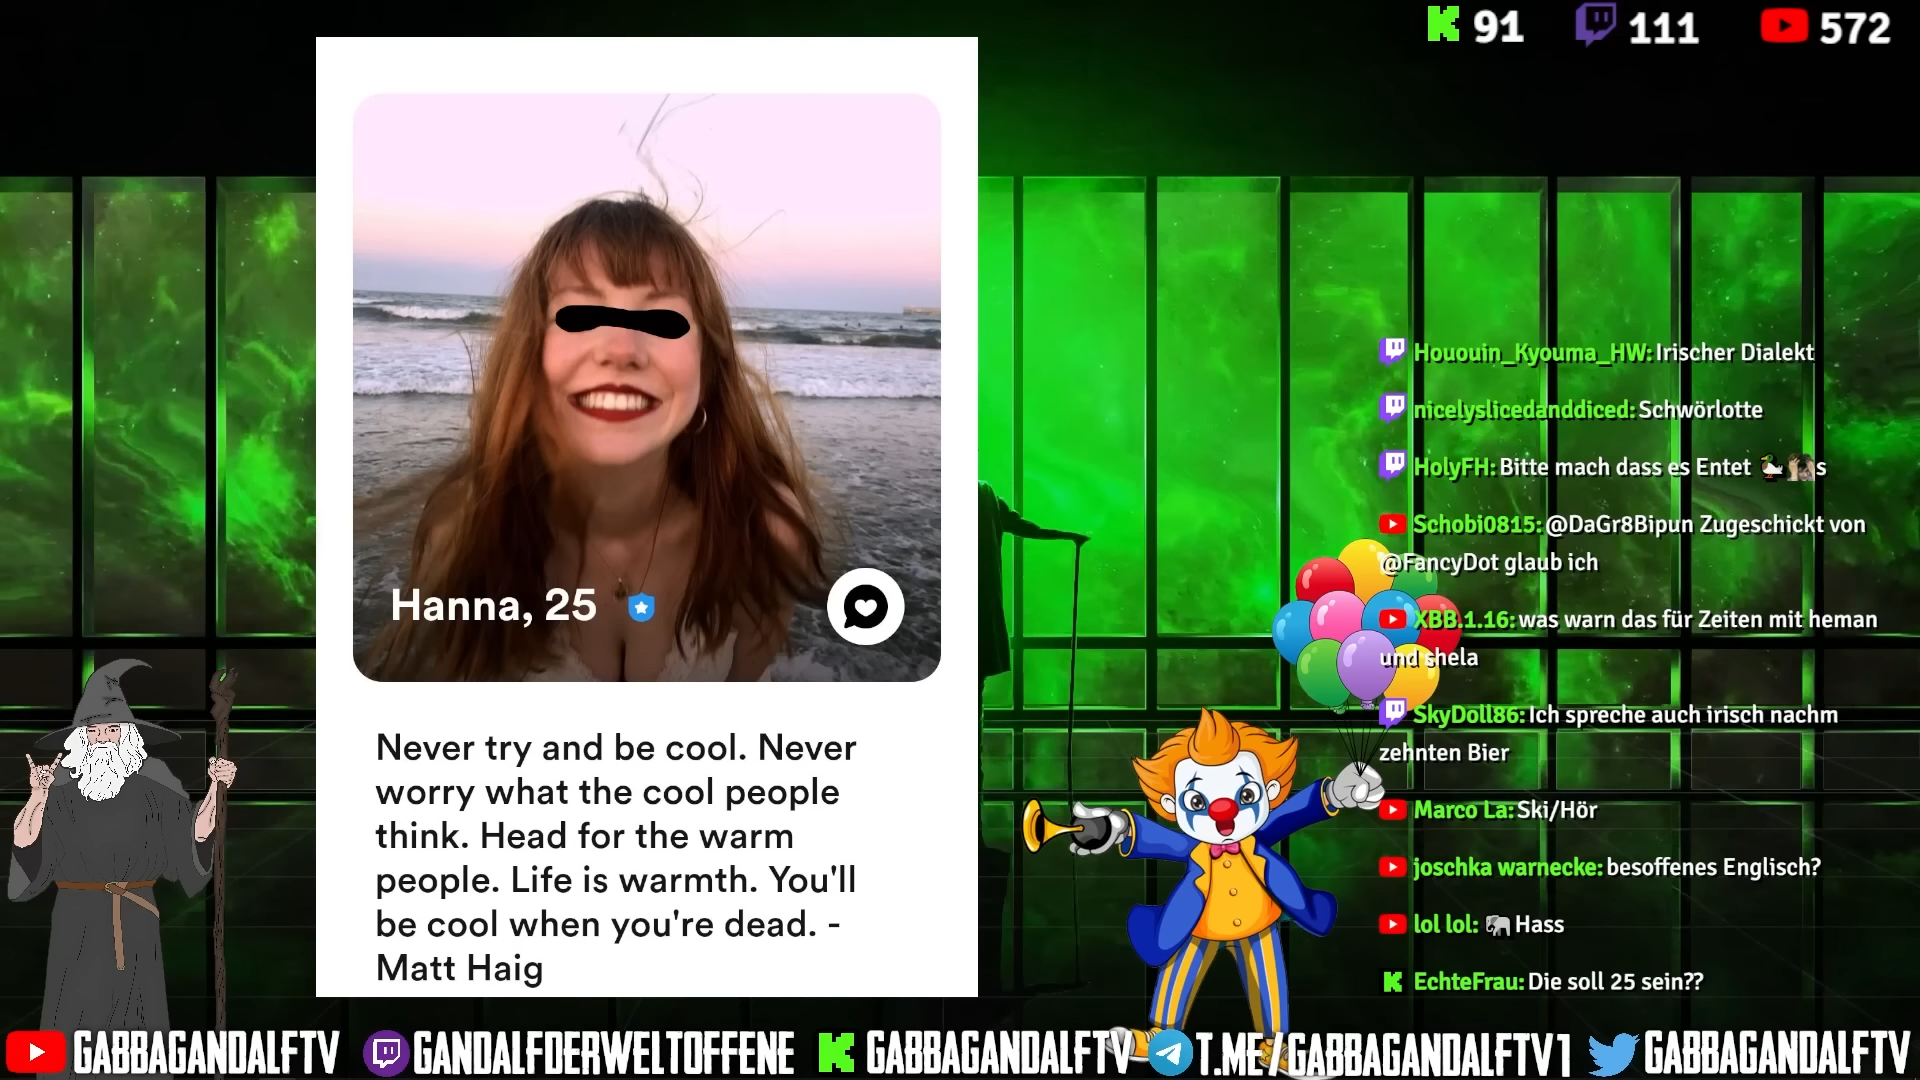 91
111
572
Hanna, 25
Never try and be cool. Never
worry what the cool people
think. Head for the warm
people. Life is warmth. You'll
be cool when you're dead. -
Matt Haig
Hououin_Kyouma_HW: Irischer Dialekt
nicelyslicedanddiced: Schwörlotte
HolyFH: Bitte mach dass es Entet s
Schobi0815: @DaGr8Bipun Zugeschickt von
@FancyDot glaub ich
XBB.1.16: was warn das für Zeiten mit heman
und shela
SkyDoll86: Ich spreche auch irisch nachm
zehnten Bier
Marco La: Ski/Hör
joschka warnecke: besoffenes Englisch?
lol lol: Hass
EchteFrau: Die soll 25 sein??
GABBAGANDALFTV GANDALFDERWELTOFFENE GABBAGANDALFTV T.ME/GABBAGANDALFTV1 GABBAGANDALFTV